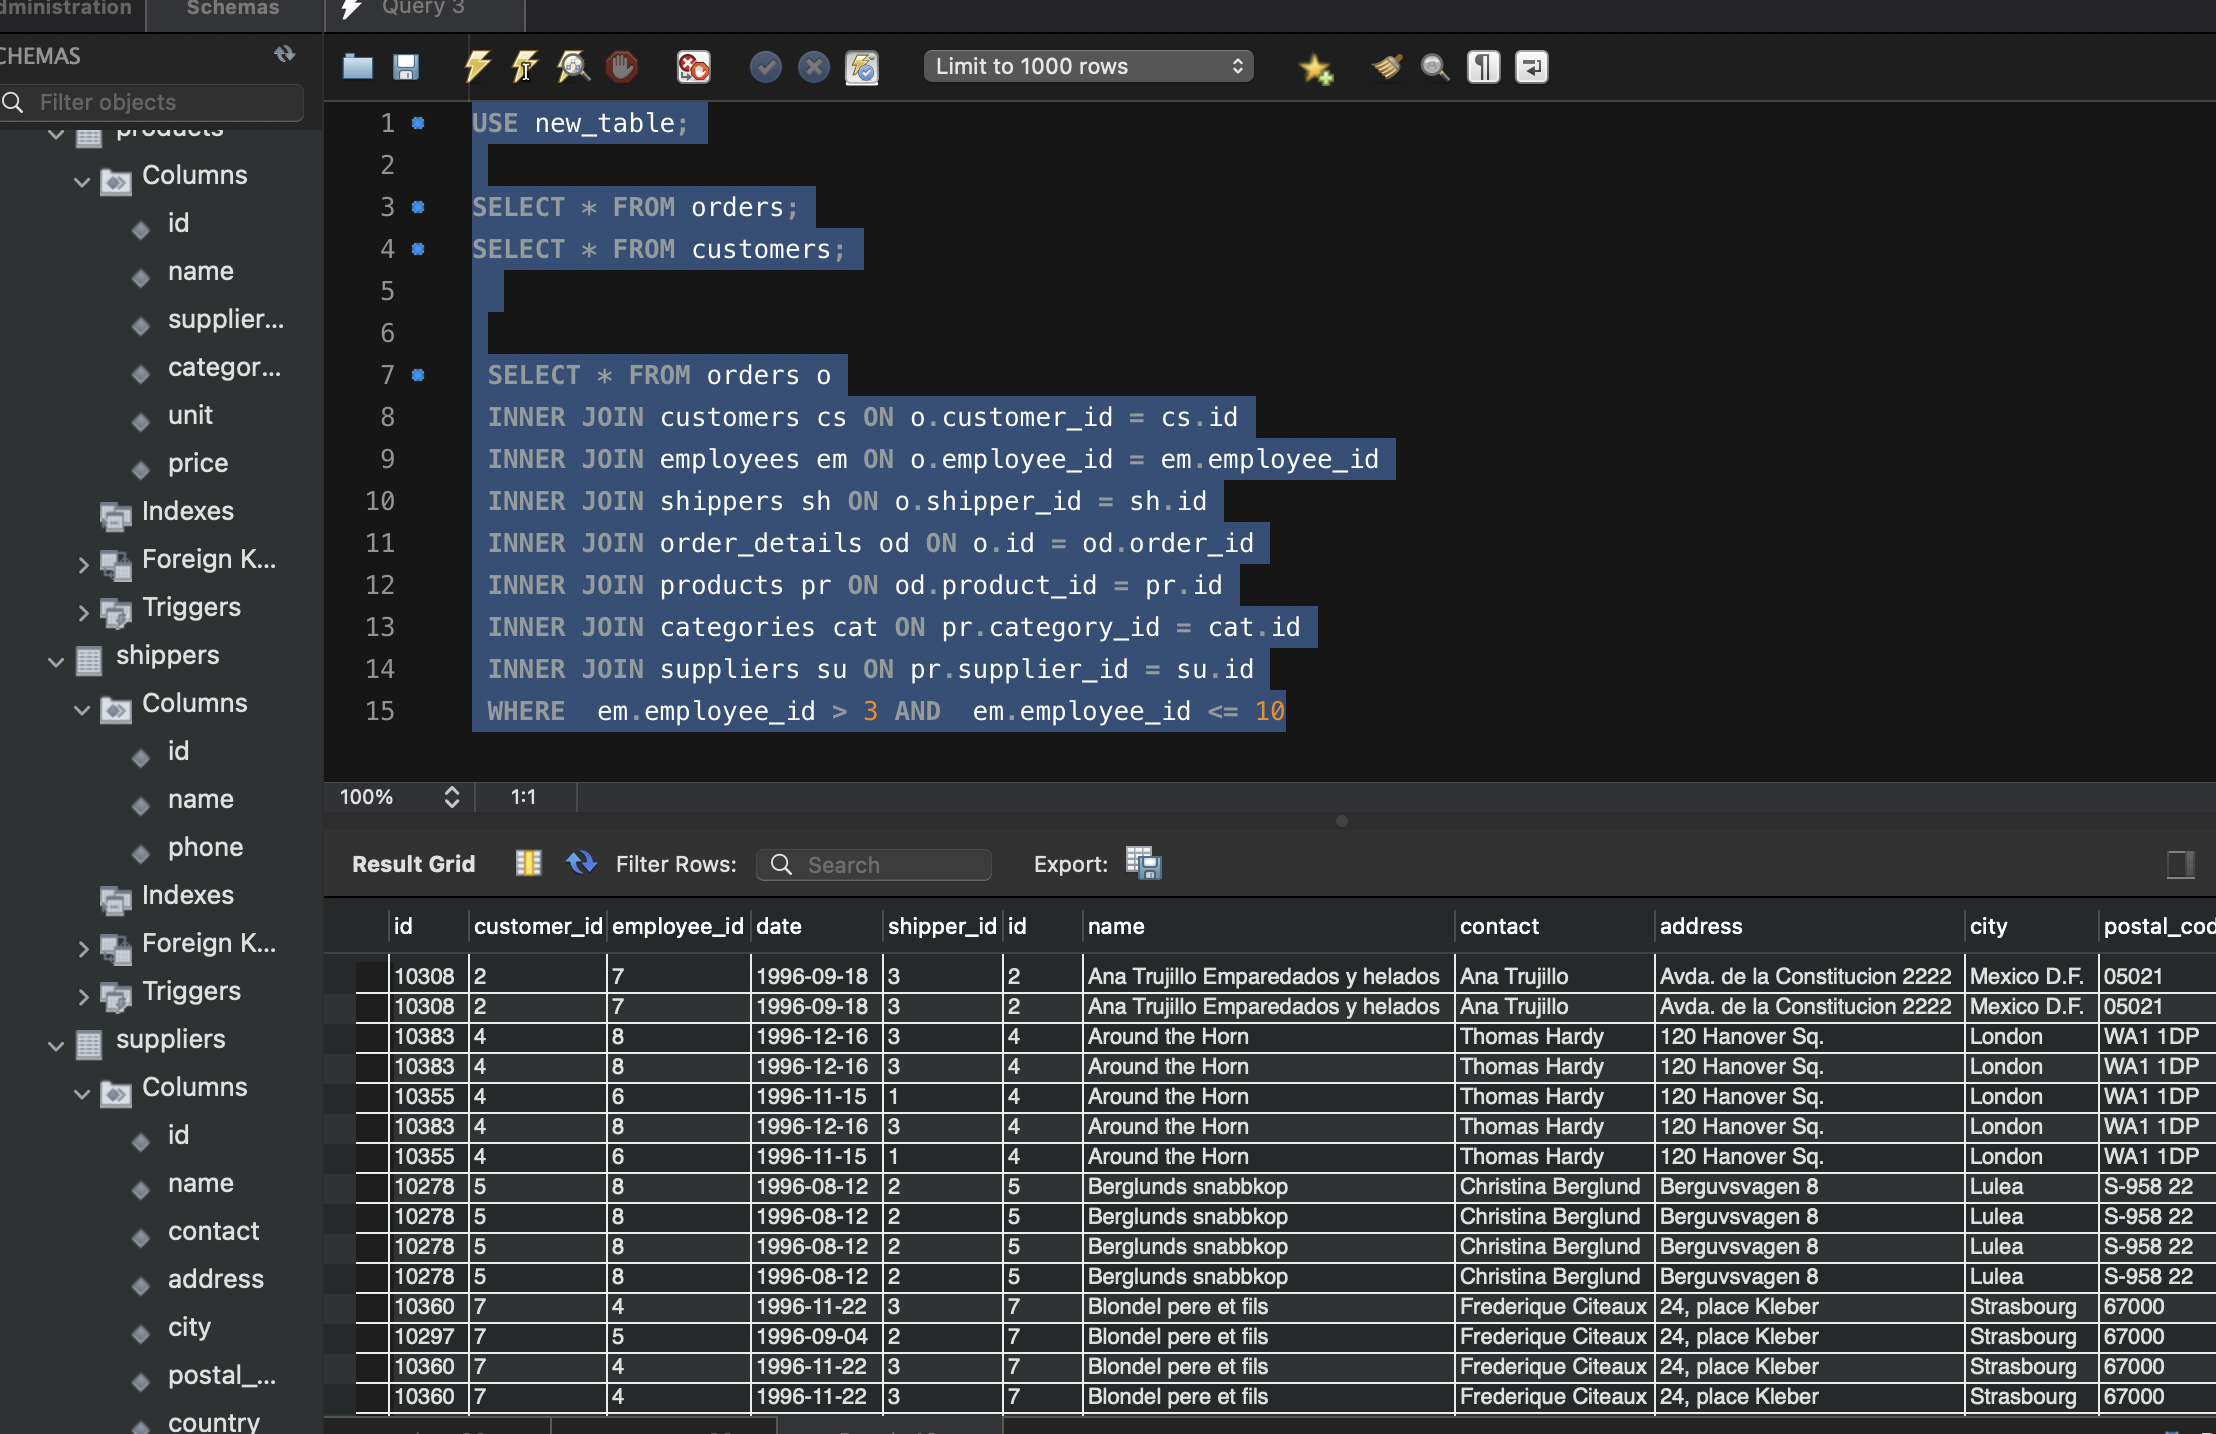 Schemas
Query 3
Limit to 1000 rows
Filter objects
products
Columns
id
name
supplier...
categor...
unit
price
Indexes
Foreign K...
Triggers
shippers
Columns
id
name
phone
Indexes
Foreign K...
Triggers
suppliers
Columns
id
name
contact
address
city
postal_...
country
1 USE new_table;
2
3 SELECT * FROM orders;
4 SELECT * FROM customers;
5
6
7 SELECT * FROM orders o
8 INNER JOIN customers cs ON o.customer_id = cs.id
9 INNER JOIN employees em ON o.employee_id = em.employee_id
10 INNER JOIN shippers sh ON o.shipper_id = sh.id
11 INNER JOIN order_details od ON o.id = od.order_id
12 INNER JOIN products pr ON od.product_id = pr.id
13 INNER JOIN categories cat ON pr.category_id = cat.id
14 INNER JOIN suppliers su ON pr.supplier_id = su.id
15 WHERE em.employee_id > 3 AND em.employee_id <= 10
100% 1:1
Result Grid Filter Rows: Search Export:
id customer_id employee_id date shipper_id id name contact address city postal_cod
10308 2 7 1996-09-18 3 2 Ana Trujillo Emparedados y helados Ana Trujillo Avda. de la Constitucion 2222 Mexico D.F. 05021
10308 2 7 1996-09-18 3 2 Ana Trujillo Emparedados y helados Ana Trujillo Avda. de la Constitucion 2222 Mexico D.F. 05021
10383 4 8 1996-12-16 3 4 Around the Horn Thomas Hardy 120 Hanover Sq. London WA1 1DP
10383 4 8 1996-12-16 3 4 Around the Horn Thomas Hardy 120 Hanover Sq. London WA1 1DP
10355 4 6 1996-11-15 1 4 Around the Horn Thomas Hardy 120 Hanover Sq. London WA1 1DP
10383 4 8 1996-12-16 3 4 Around the Horn Thomas Hardy 120 Hanover Sq. London WA1 1DP
10355 4 6 1996-11-15 1 4 Around the Horn Thomas Hardy 120 Hanover Sq. London WA1 1DP
10278 5 8 1996-08-12 2 5 Berglunds snabbkop Christina Berglund Berguvsvagen 8 Lulea S-958 22
10278 5 8 1996-08-12 2 5 Berglunds snabbkop Christina Berglund Berguvsvagen 8 Lulea S-958 22
10278 5 8 1996-08-12 2 5 Berglunds snabbkop Christina Berglund Berguvsvagen 8 Lulea S-958 22
10278 5 8 1996-08-12 2 5 Berglunds snabbkop Christina Berglund Berguvsvagen 8 Lulea S-958 22
10360 7 4 1996-11-22 3 7 Blondel pere et fils Frederique Citeaux 24, place Kleber Strasbourg 67000
10297 7 5 1996-09-04 2 7 Blondel pere et fils Frederique Citeaux 24, place Kleber Strasbourg 67000
10360 7 4 1996-11-22 3 7 Blondel pere et fils Frederique Citeaux 24, place Kleber Strasbourg 67000
10360 7 4 1996-11-22 3 7 Blondel pere et fils Frederique Citeaux 24, place Kleber Strasbourg 67000